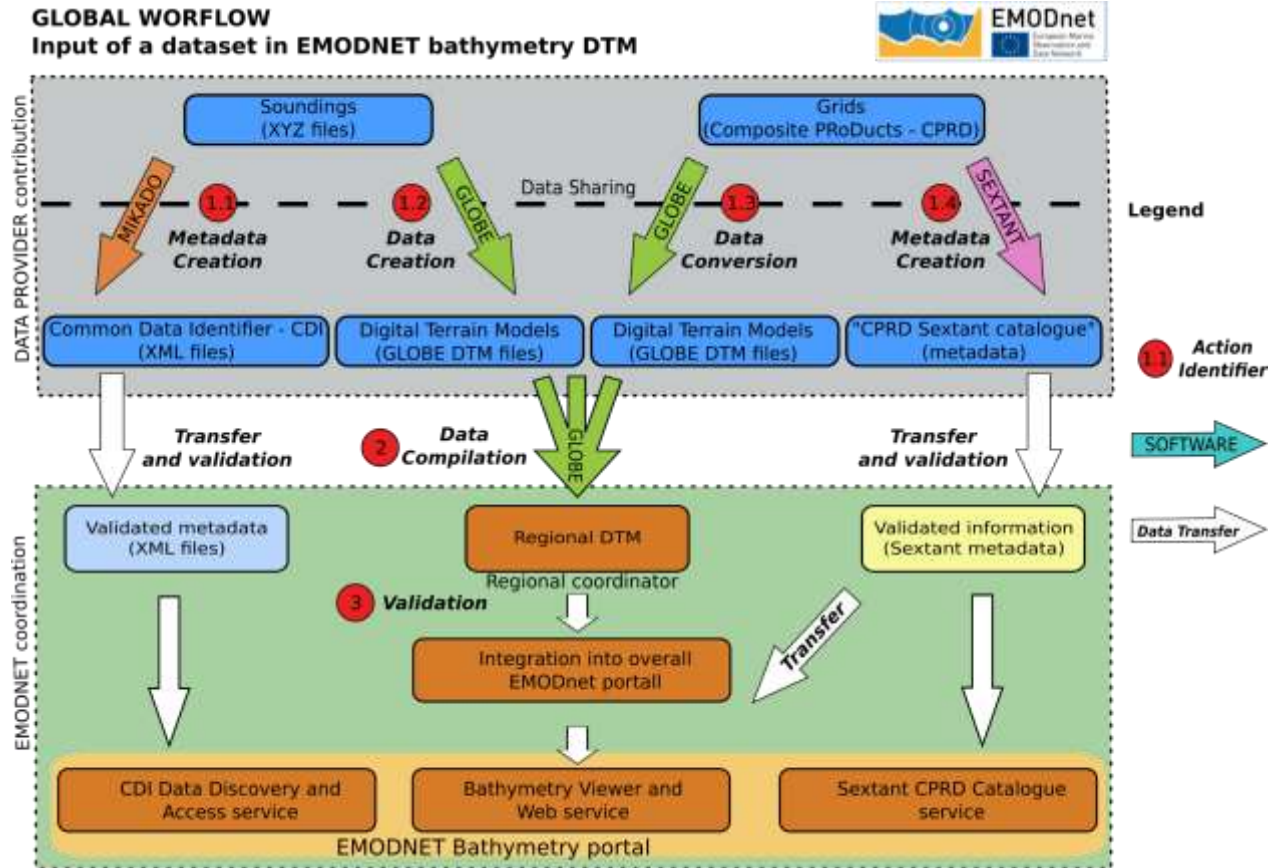 GLOBAL WORFLOW
Input of a dataset in EMODNET bathymetry DTM
EMODnet
European Marine
Observation and
Data Network
DATA PROVIDER contribution
Soundings
(XYZ files)
Grids
(Composite PRoDucts - CPRD)
MIKADO
1.1
Metadata
Creation
1.2
Data
Creation
GLOBE
Data Sharing
GLOBE
1.3
Data
Conversion
1.4
Metadata
Creation
SEXTANT
Common Data Identifier - CDI
(XML files)
Digital Terrain Models
(GLOBE DTM files)
Digital Terrain Models
(GLOBE DTM files)
"CPRD Sextant catalogue"
(metadata)
Transfer
and validation
2
Data
Compilation
GLOBE
Transfer
and validation
EMODNET coordination
Validated metadata
(XML files)
Regional DTM
Validated information
(Sextant metadata)
Regional coordinator
3
Validation
Transfer
Integration into overall
EMODnet portall
CDI Data Discovery and
Access service
Bathymetry Viewer and
Web service
Sextant CPRD Catalogue
service
EMODNET Bathymetry portal
Legend
1.1
Action
Identifier
SOFTWARE
Data Transfer